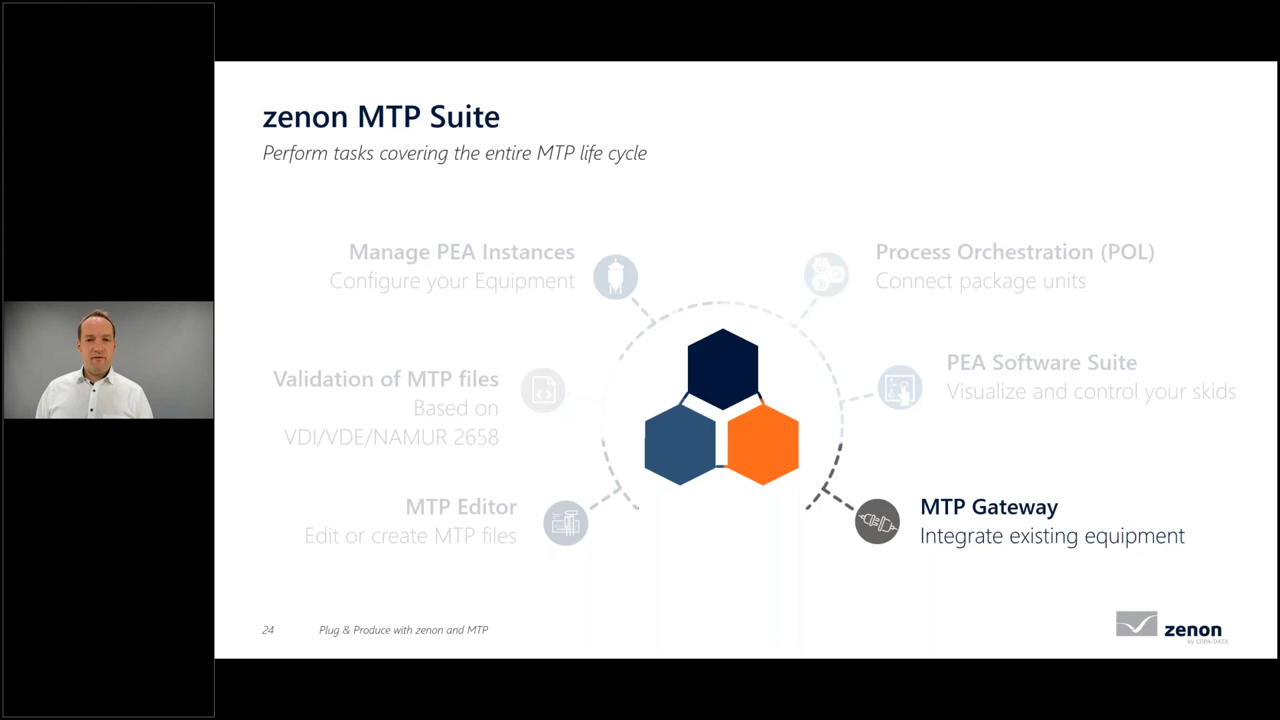 zenon MTP Suite
Perform tasks covering the entire MTP life cycle
Manage PEA Instances
Configure your Equipment
Process Orchestration (POL)
Connect package units
Validation of MTP files
Based on
VDI/VDE/NAMUR 2658
PEA Software Suite
Visualize and control your skids
MTP Editor
Edit or create MTP files
MTP Gateway
Integrate existing equipment
24 Plug & Produce with zenon and MTP
zenon
by COPA-DATA